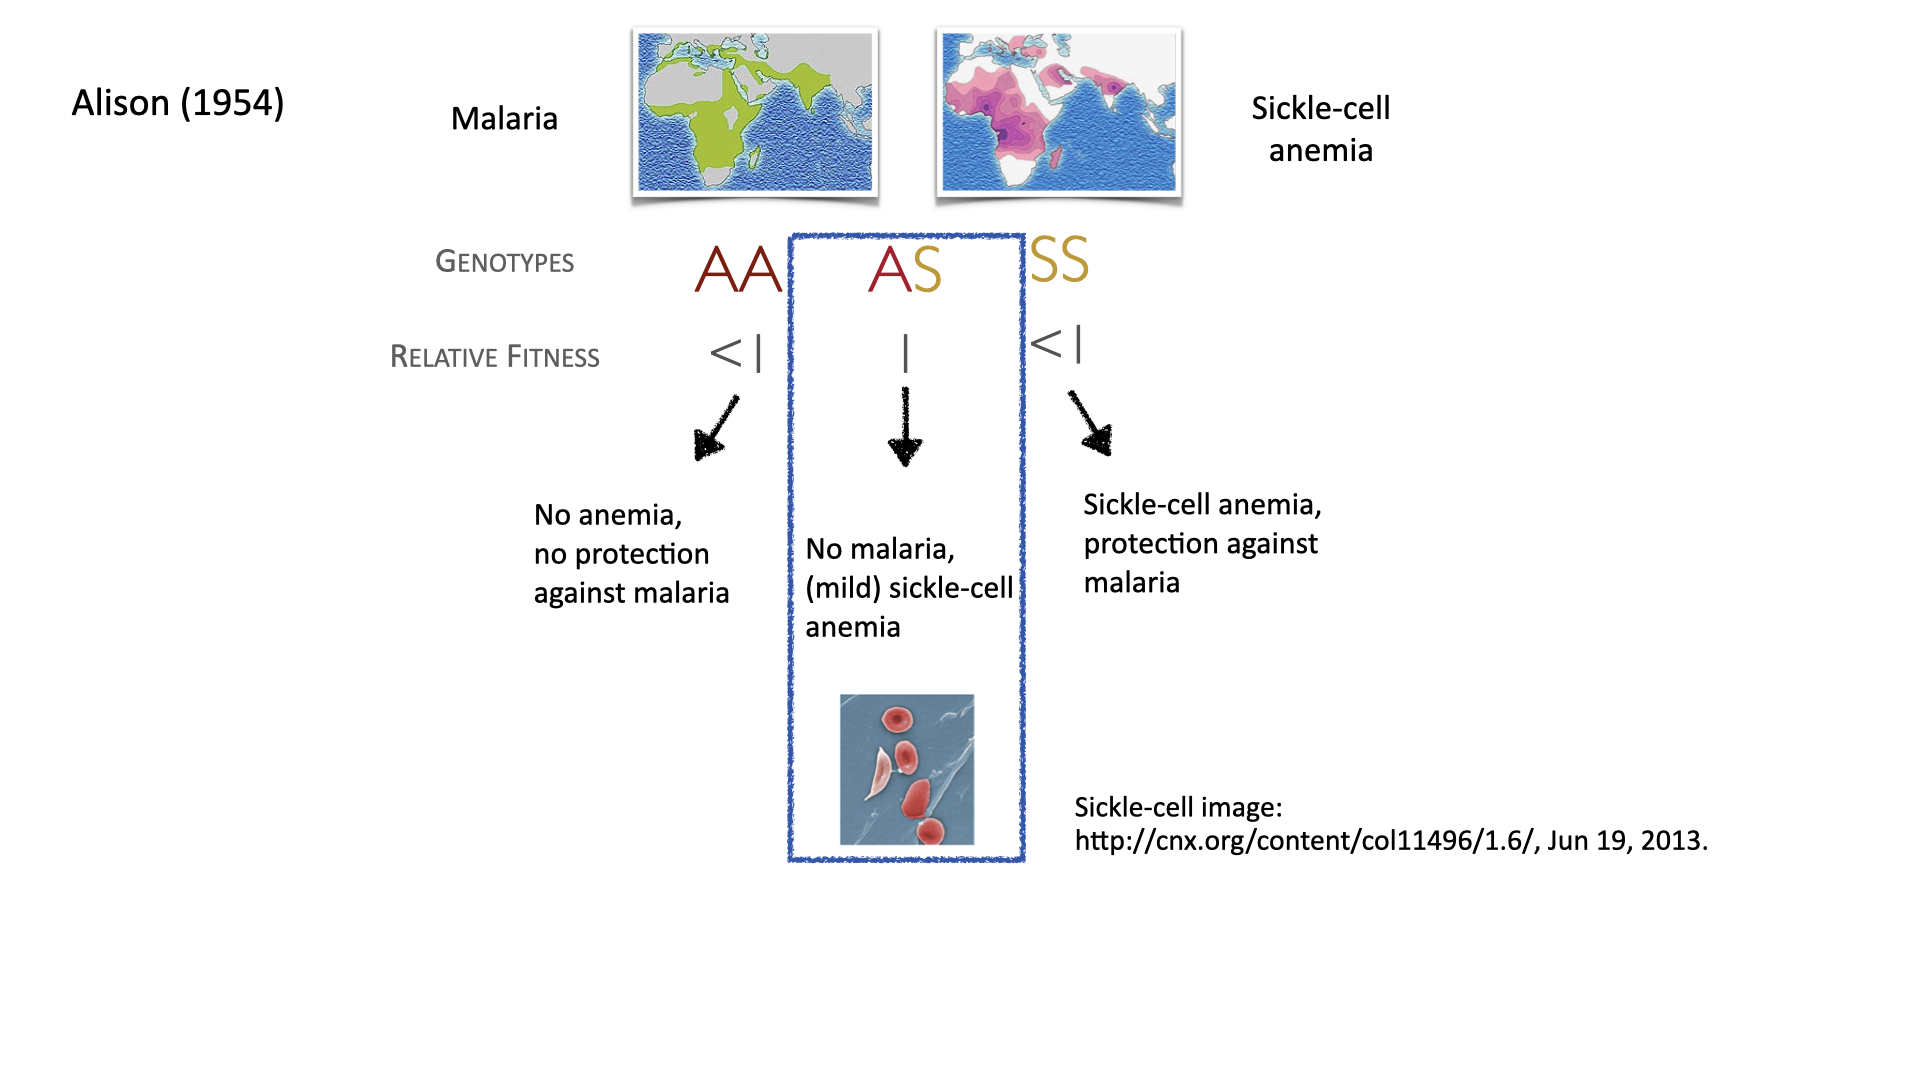 Alison (1954)
Malaria
Sickle-cell
anemia
GENOTYPES
AA
AS
SS
RELATIVE FITNESS
<1
1
<1
No anemia,
no protection
against malaria
No malaria,
(mild) sickle-cell
anemia
Sickle-cell anemia,
protection against
malaria
Sickle-cell image:
http://cnx.org/content/col11496/1.6/, Jun 19, 2013.